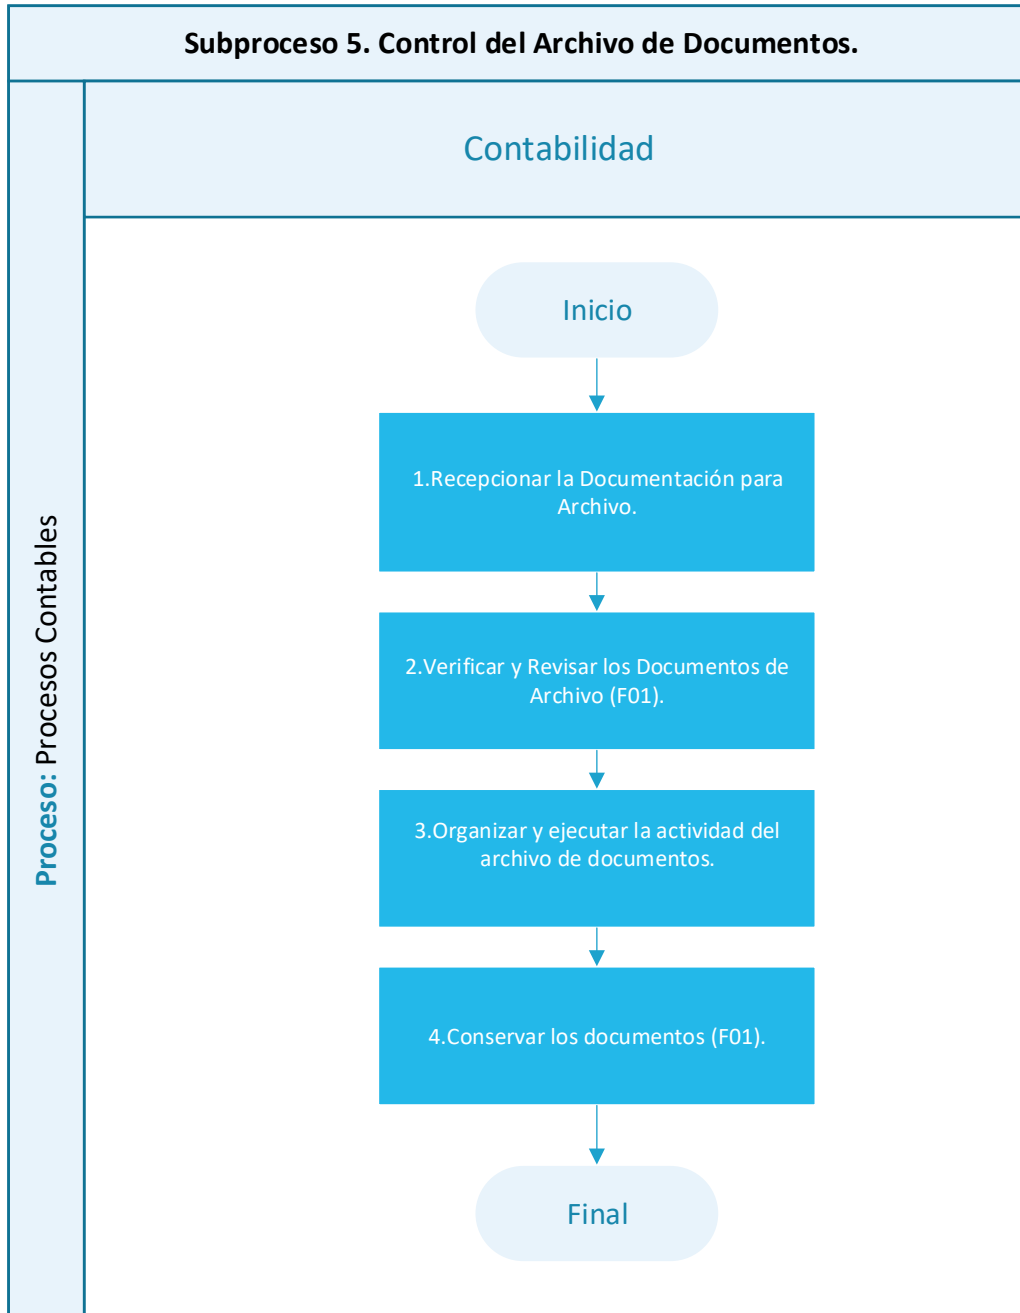 Subproceso 5. Control del Archivo de Documentos.
Contabilidad
Proceso: Procesos Contables
Inicio
1.Recepcionar la Documentación para
Archivo.
2.Verificar y Revisar los Documentos de
Archivo (F01).
3.Organizar y ejecutar la actividad del
archivo de documentos.
4.Conservar los documentos (F01).
Final